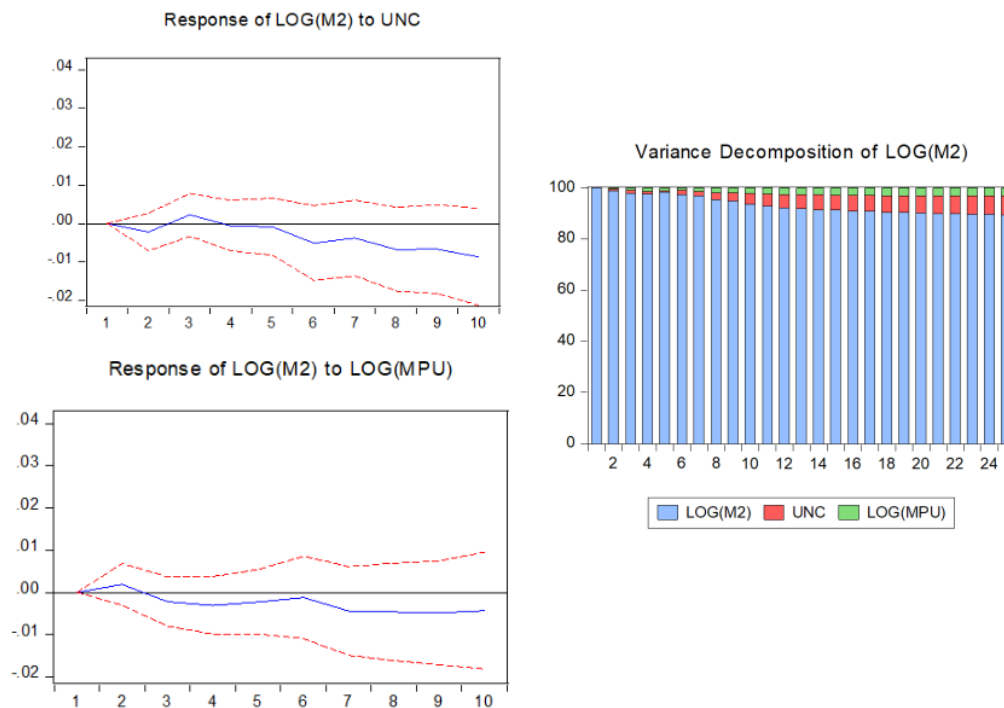 Response of LOG(M2) to UNC
.04
.03
.02
.01
.00
-.01
-.02
1 2 3 4 5 6 7 8 9 10
Response of LOG(M2) to LOG(MPU)
.04
.03
.02
.01
.00
-.01
-.02
1 2 3 4 5 6 7 8 9 10
Variance Decomposition of LOG(M2)
100
80
60
40
20
0
2 4 6 8 10 12 14 16 18 20 22 24
LOG(M2) UNC LOG(MPU)